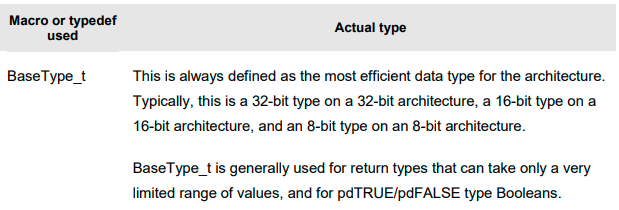 Macro or typedef used
Actual type
BaseType_t
This is always defined as the most efficient data type for the architecture.
Typically, this is a 32-bit type on a 32-bit architecture, a 16-bit type on a
16-bit architecture, and an 8-bit type on an 8-bit architecture.
BaseType_t is generally used for return types that can take only a very
limited range of values, and for pdTRUE/pdFALSE type Booleans.